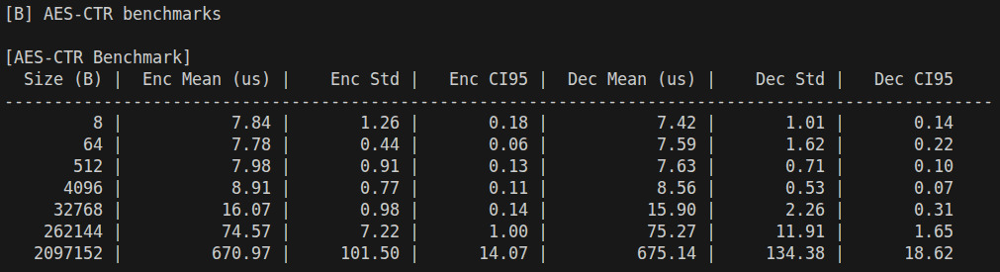 [B] AES-CTR benchmarks
[AES-CTR Benchmark]
Size (B) | Enc Mean (us) | Enc Std | Enc CI95 | Dec Mean (us) | Dec Std | Dec CI95
----------------------------------------------------------------------------------------------------
8 | 7.84 | 1.26 | 0.18 | 7.42 | 1.01 | 0.14
64 | 7.78 | 0.44 | 0.06 | 7.59 | 1.62 | 0.22
512 | 7.98 | 0.91 | 0.13 | 7.63 | 0.71 | 0.10
4096 | 8.91 | 0.77 | 0.11 | 8.56 | 0.53 | 0.07
32768 | 16.07 | 0.98 | 0.14 | 15.90 | 2.26 | 0.31
262144 | 74.57 | 7.22 | 1.00 | 75.27 | 11.91 | 1.65
2097152 | 670.97 | 101.50 | 14.07 | 675.14 | 134.38 | 18.62